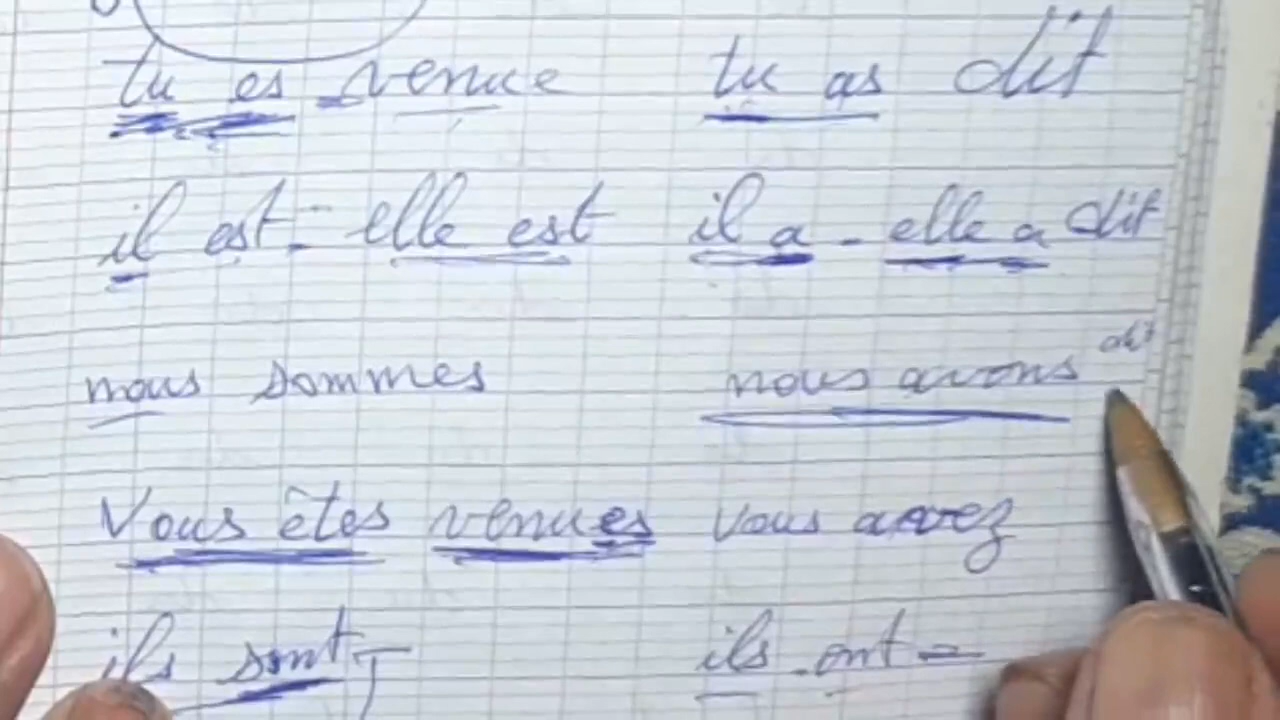 tu es venue tu as dit
il est - elle est il a - elle a dit
nous sommes nous avons dit
Vous êtes venues vous avez
ils sont ils ont =